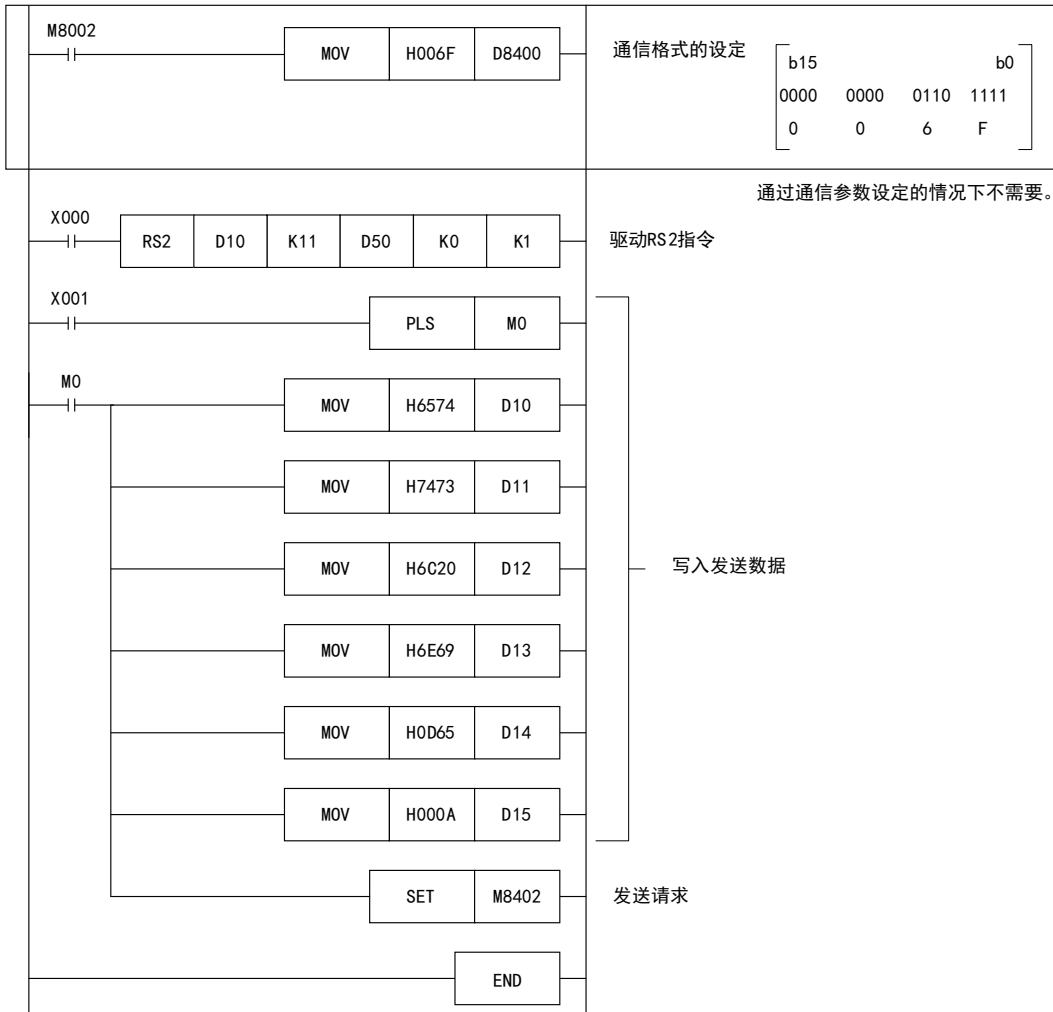 M8002
MOV H006F D8400
通信格式的设定
b15 b0
0000 0000 0110 1111
0 0 6 F
通过通信参数设定的情况下不需要。
X000
RS2 D10 K11 D50 K0 K1
驱动RS2指令
X001
PLS M0
M0
MOV H6574 D10
MOV H7473 D11
MOV H6C20 D12
写入发送数据
MOV H6E69 D13
MOV H0D65 D14
MOV H000A D15
SET M8402
发送请求
END